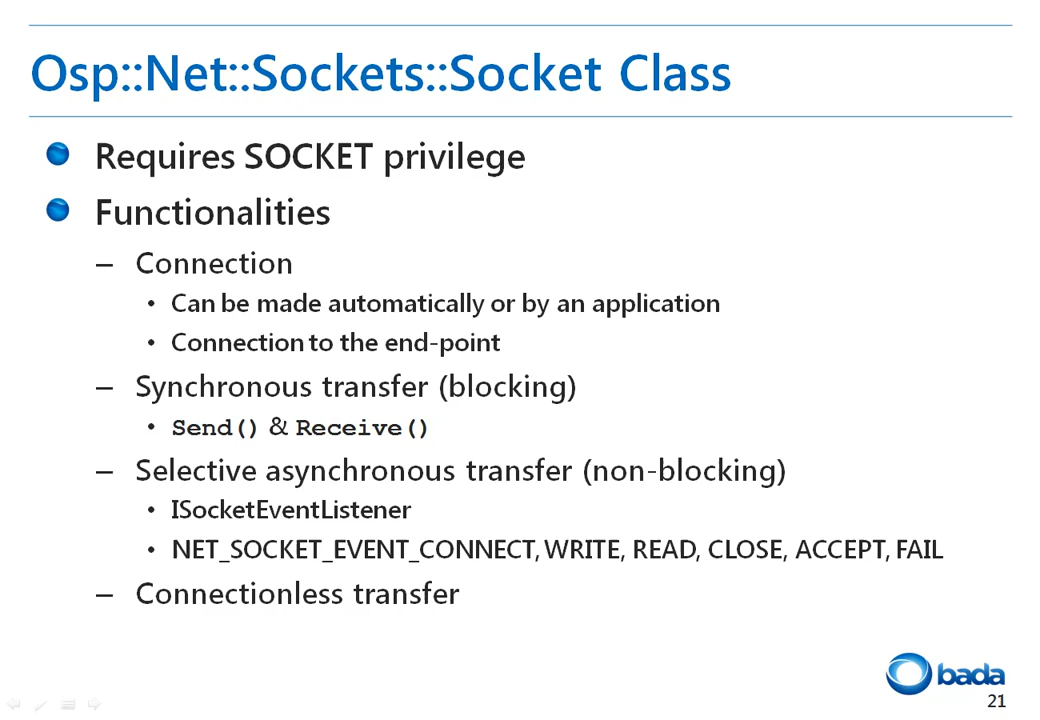 Osp::Net::Sockets::Socket Class
Requires SOCKET privilege
Functionalities
– Connection
• Can be made automatically or by an application
• Connection to the end-point
– Synchronous transfer (blocking)
• Send() & Receive()
– Selective asynchronous transfer (non-blocking)
• ISocketEventListener
• NET_SOCKET_EVENT_CONNECT, WRITE, READ, CLOSE, ACCEPT, FAIL
– Connectionless transfer
bada
21